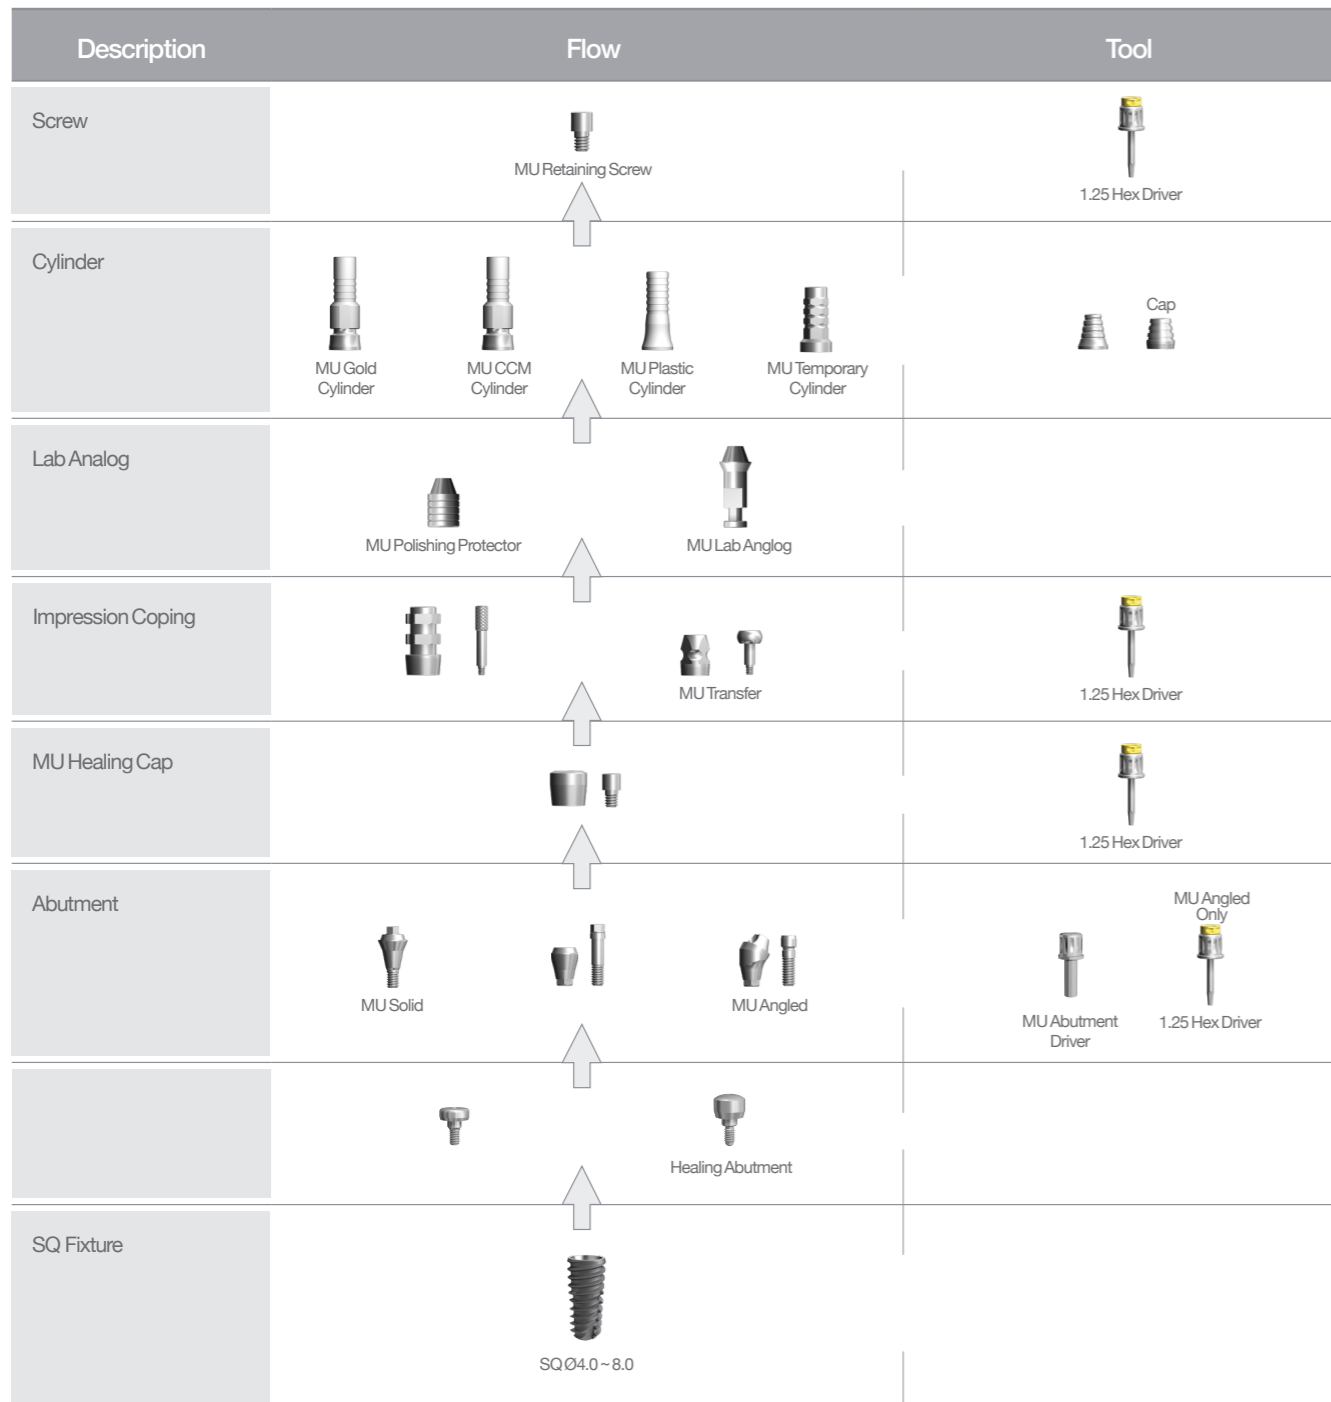 Description Flow Tool
Screw
MU Retaining Screw
1.25 Hex Driver
Cylinder
Cap
MU Gold
Cylinder
MU CCM
Cylinder
MU Plastic
Cylinder
MU Temporary
Cylinder
Lab Analog
MU Polishing Protector
MU Lab Anglog
Impression Coping
MU Transfer
1.25 Hex Driver
MU Healing Cap
1.25 Hex Driver
Abutment
MU Solid
MU Angled
MU Angled
Only
MU Abutment
Driver
1.25 Hex Driver
Healing Abutment
SQ Fixture
SQ Ø4.0 ~ 8.0